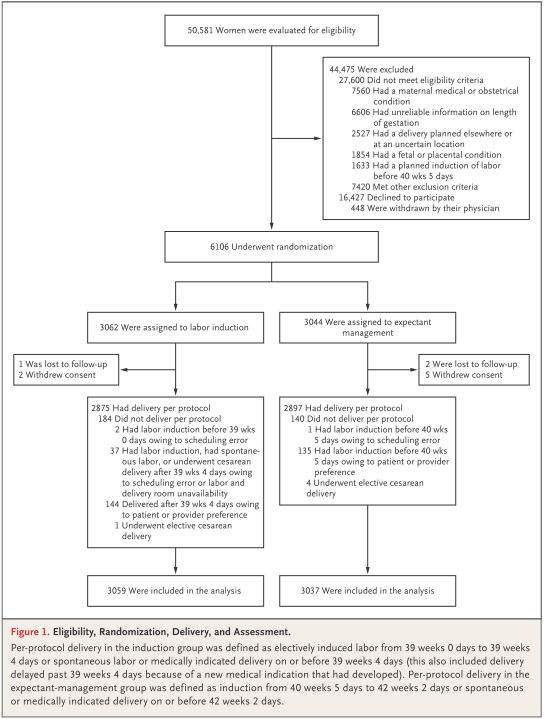 50,581 Women were evaluated for eligibility
44,475 Were excluded
27,600 Did not meet eligibility criteria
7560 Had a maternal medical or obstetrical
condition
6606 Had unreliable information on length
of gestation
2527 Had a delivery planned elsewhere or
at an uncertain location
1854 Had a fetal or placental condition
1633 Had a planned induction of labor
before 40 wks 5 days
7420 Met other exclusion criteria
16,427 Declined to participate
448 Were withdrawn by their physician
6106 Underwent randomization
3062 Were assigned to labor induction
3044 Were assigned to expectant
management
1 Was lost to follow-up
2 Withdrew consent
2 Were lost to follow-up
5 Withdrew consent
2875 Had delivery per protocol
184 Did not deliver per protocol
2 Had labor induction before 39 wks
0 days owing to scheduling error
37 Had labor induction, had spontane-
ous labor, or underwent cesarean
delivery after 39 wks 4 days owing
to scheduling error or labor and
delivery room unavailability
144 Delivered after 39 wks 4 days owing
to patient or provider preference
1 Underwent elective cesarean
delivery
2897 Had delivery per protocol
140 Did not deliver per protocol
1 Had labor induction before 40 wks
5 days owing to scheduling error
135 Had labor induction before 40 wks
5 days owing to patient or provider
preference
4 Underwent elective cesarean
delivery
3059 Were included in the analysis
3037 Were included in the analysis
Figure 1. Eligibility, Randomization, Delivery, and Assessment.
Per-protocol delivery in the induction group was defined as electively induced labor from 39 weeks 0 days to 39 weeks
4 days or spontaneous labor or medically indicated delivery on or before 39 weeks 4 days (this also included delivery
delayed past 39 weeks 4 days because of a new medical indication that had developed). Per-protocol delivery in the
expectant-management group was defined as induction from 40 weeks 5 days to 42 weeks 2 days or spontaneous
or medically indicated delivery on or before 42 weeks 2 days.